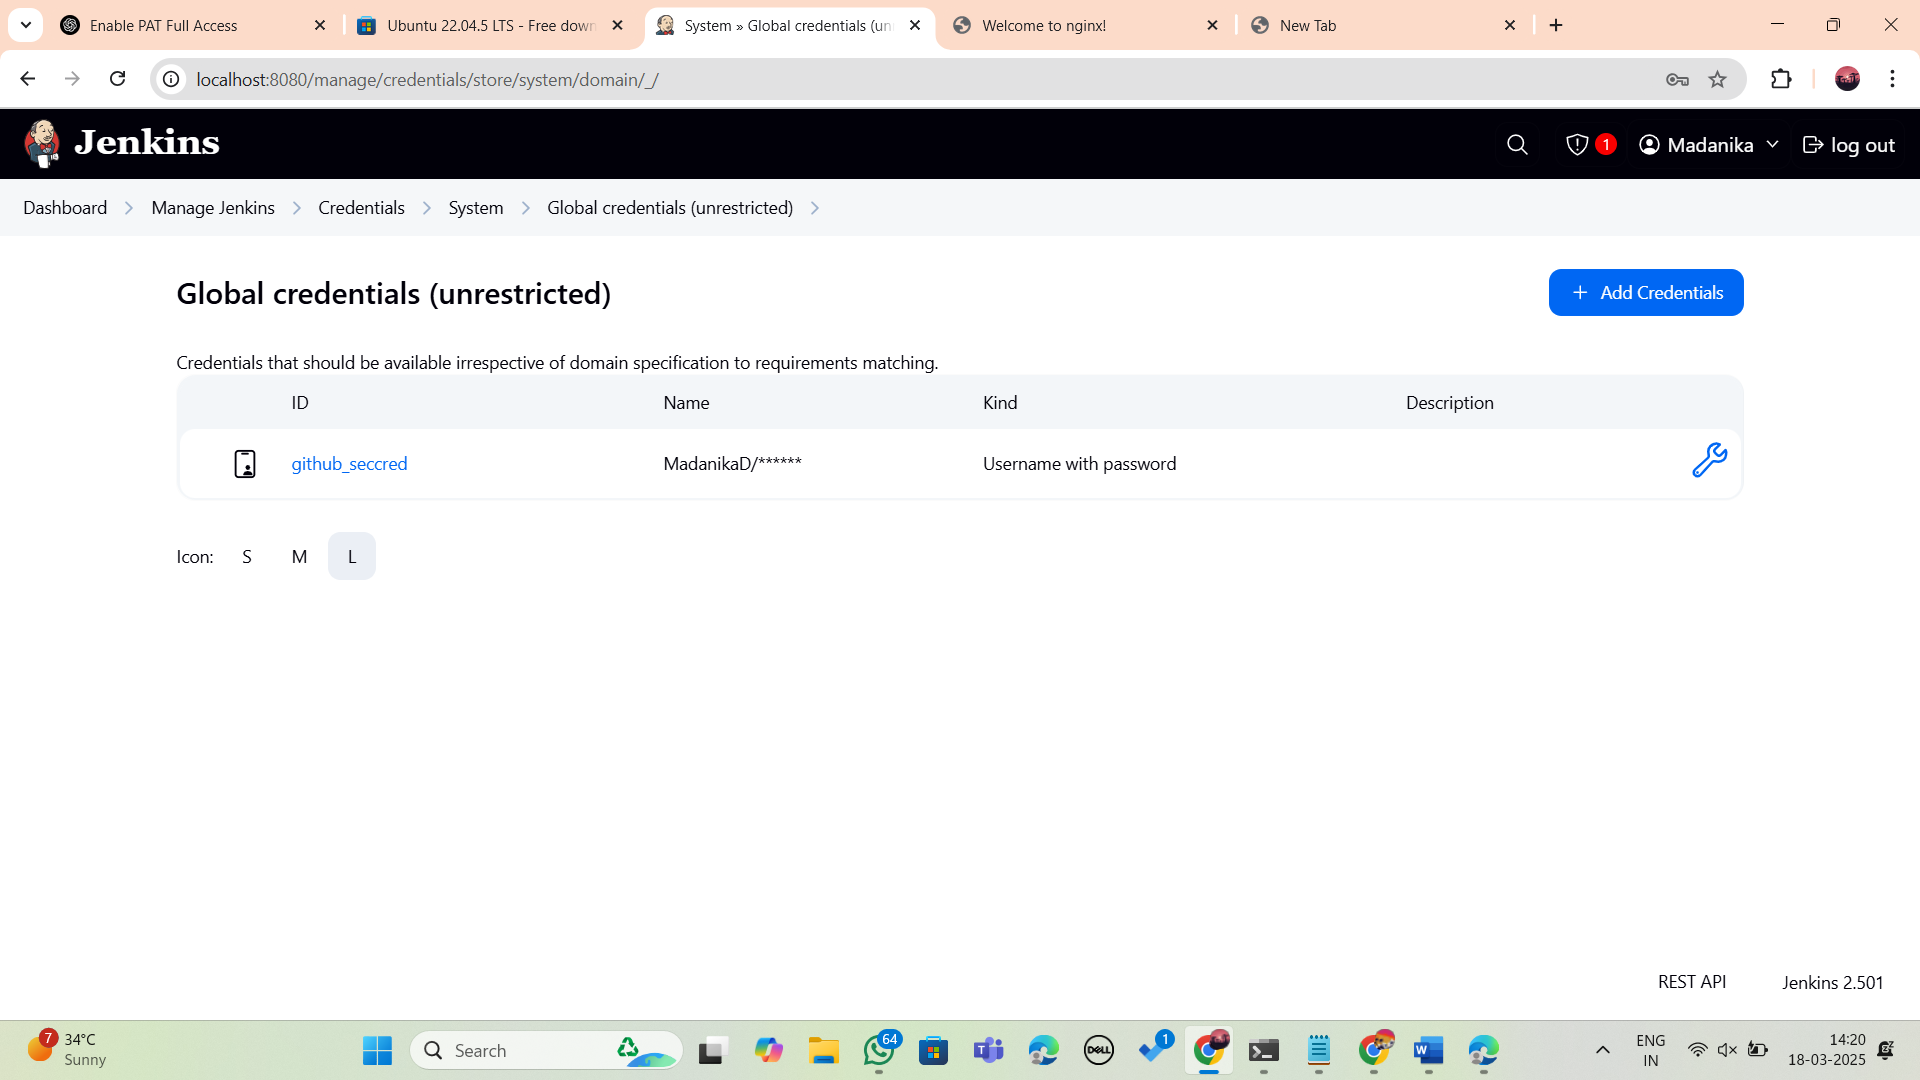 Enable PAT Full Access
Ubuntu 22.04.5 LTS - Free down
System » Global credentials (un
Welcome to nginx!
New Tab
localhost:8080/manage/credentials/store/system/domain/_/
Jenkins
1
Madanika
log out
Dashboard
Manage Jenkins
Credentials
System
Global credentials (unrestricted)
Global credentials (unrestricted)
+ Add Credentials
Credentials that should be available irrespective of domain specification to requirements matching.
ID Name Kind Description
github_seccred MadanikaD/****** Username with password
Icon: S M L
REST API
Jenkins 2.501
7
34°C
Sunny
Search
64
DELL
1
ENG
IN
14:20
18-03-2025